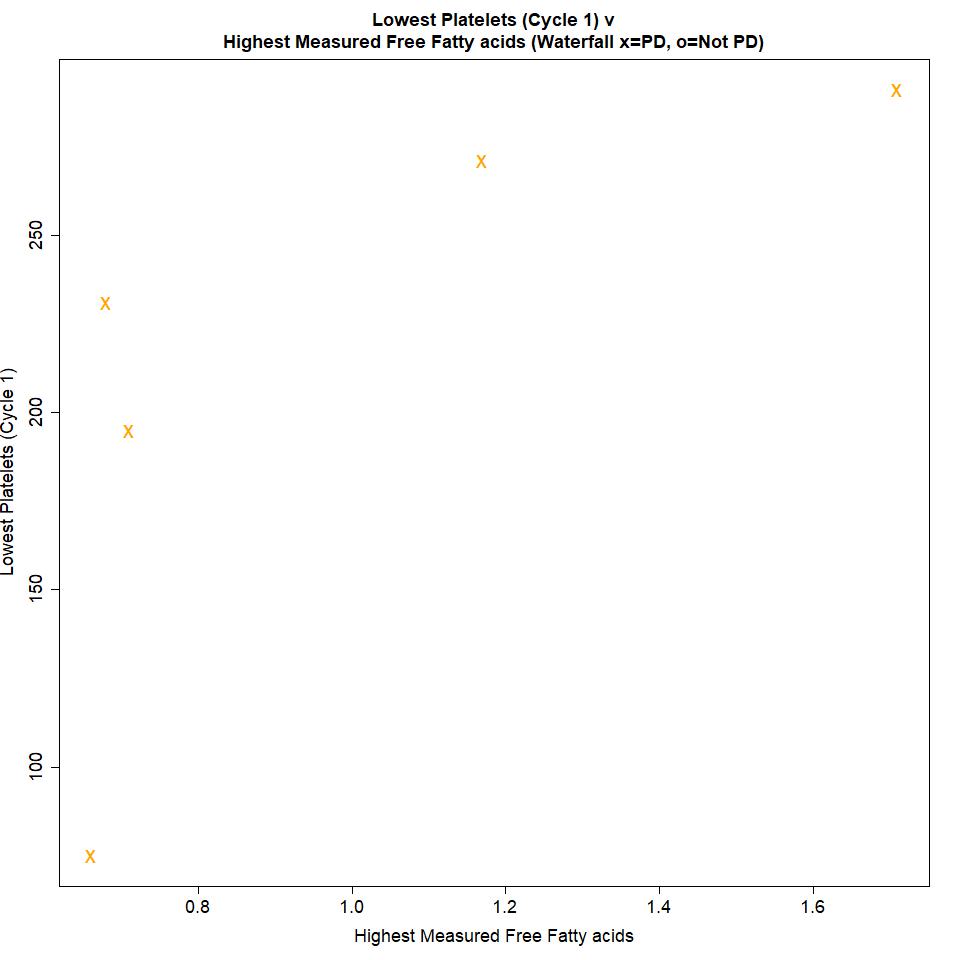 Lowest Platelets (Cycle 1) v
Highest Measured Free Fatty acids (Waterfall x=PD, o=Not PD)
X
X
250
X
200
X
Lowest Platelets (Cycle 1)
150
100
X
0.8 1.0 1.2 1.4 1.6
Highest Measured Free Fatty acids